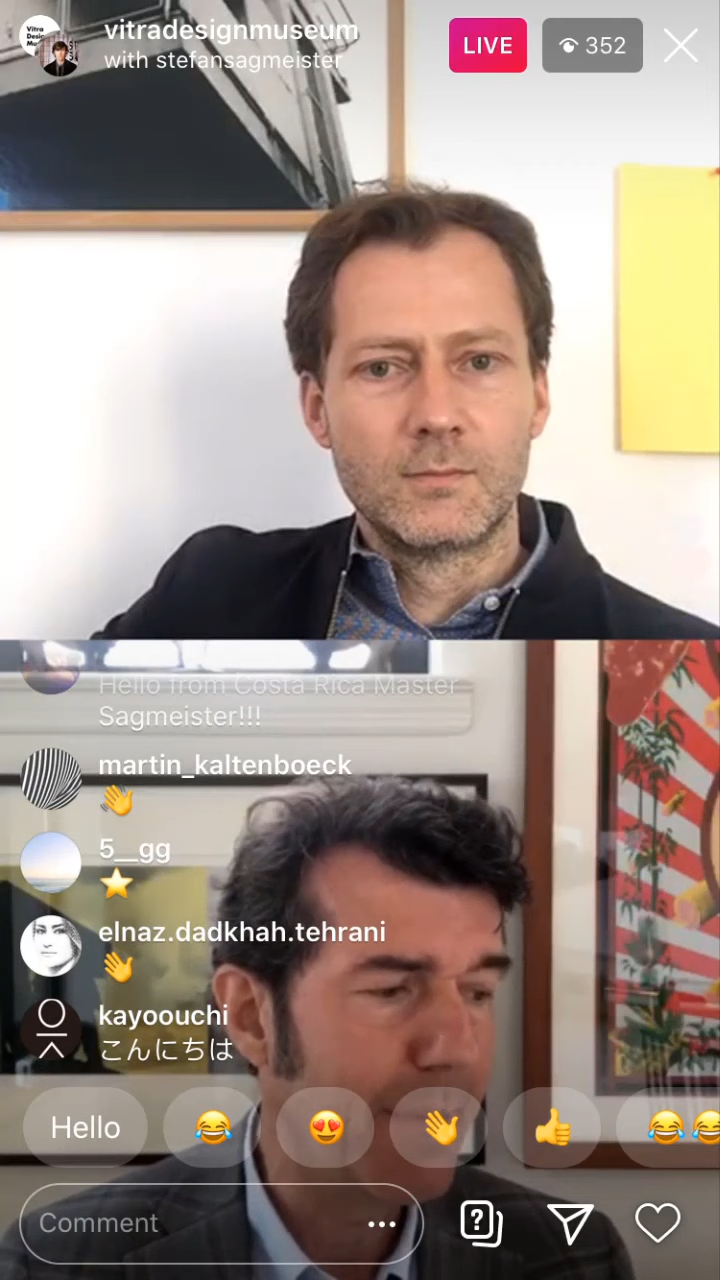 Vitra
vitradesignmuseum
with stefansagmeister
LIVE
352
Hello from Costa Rica Master
Sagmeister!!!
martin_kaltenboeck
👋
5__gg
⭐
elnaz.dadkhah.tehrani
👋
kayoouchi
こんにちは
Hello 😂 😍 👋 👍 😂😂
Comment